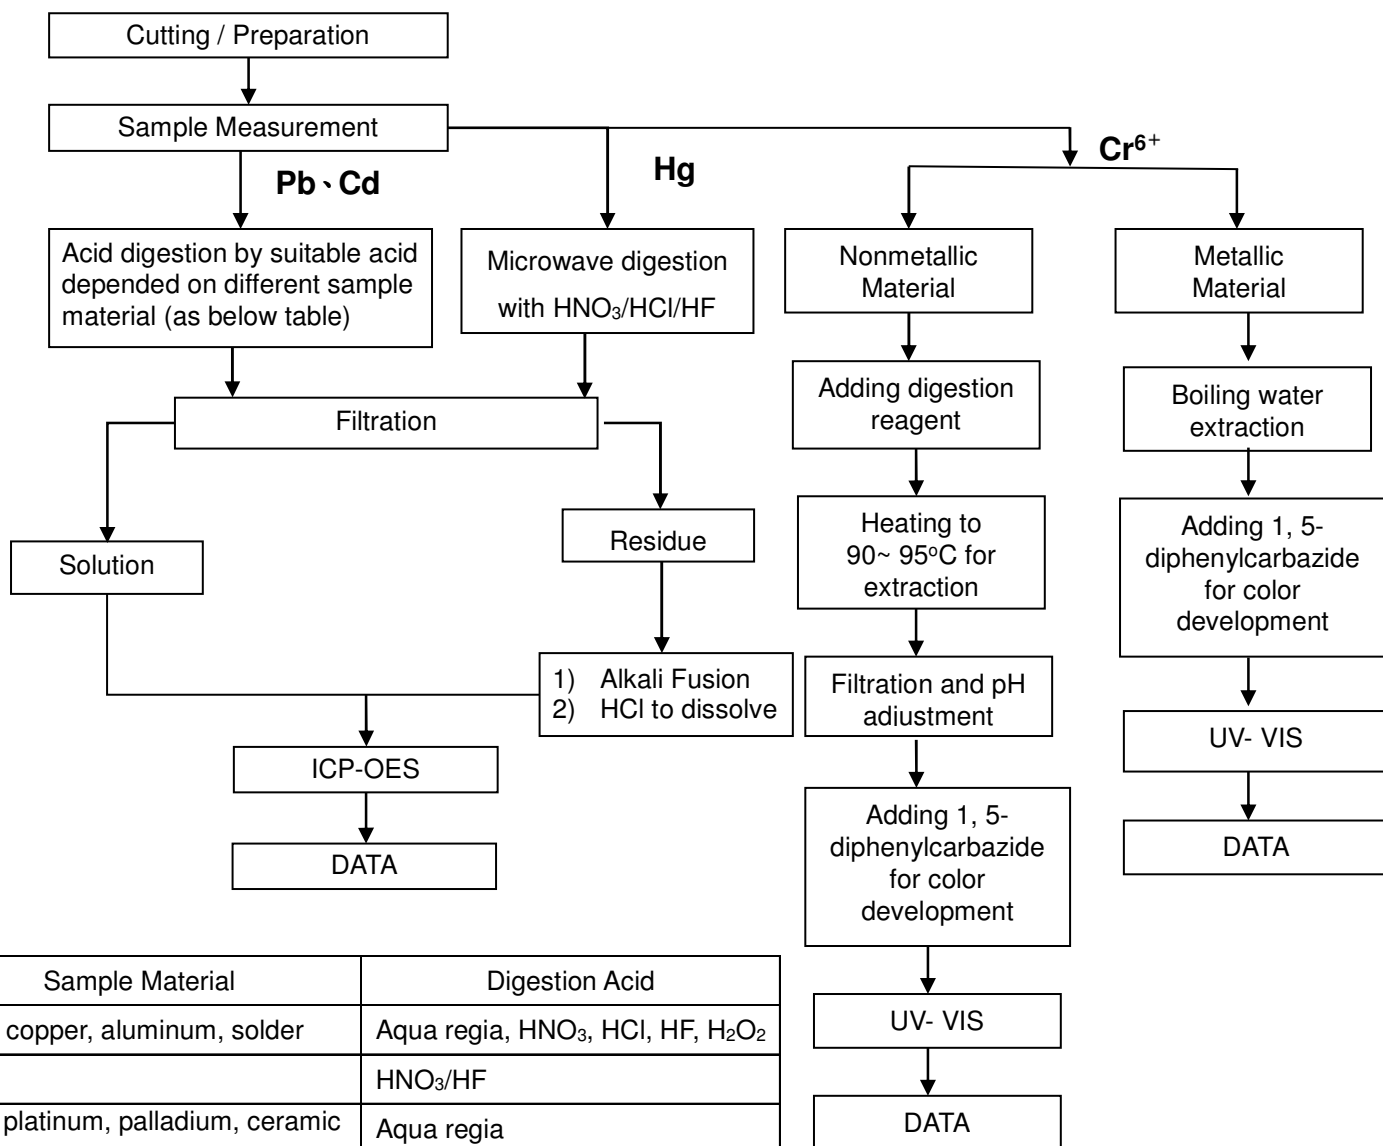 Cutting / Preparation
Sample Measurement
Pb、Cd
Hg
Cr⁶⁺
Acid digestion by suitable acid
depended on different sample
material (as below table)
Microwave digestion
with HNO₃/HCl/HF
Nonmetallic
Material
Metallic
Material
Filtration
Adding digestion
reagent
Boiling water
extraction
Solution
Residue
Heating to
90~ 95°C for
extraction
Adding 1, 5-
diphenylcarbazide
for color
development
1) Alkali Fusion
2) HCl to dissolve
Filtration and pH
adiustment
UV- VIS
ICP-OES
DATA
Adding 1, 5-
diphenylcarbazide
for color
development
DATA
UV- VIS
DATA
Sample Material Digestion Acid
copper, aluminum, solder Aqua regia, HNO₃, HCl, HF, H₂O₂
HNO₃/HF
platinum, palladium, ceramic Aqua regia